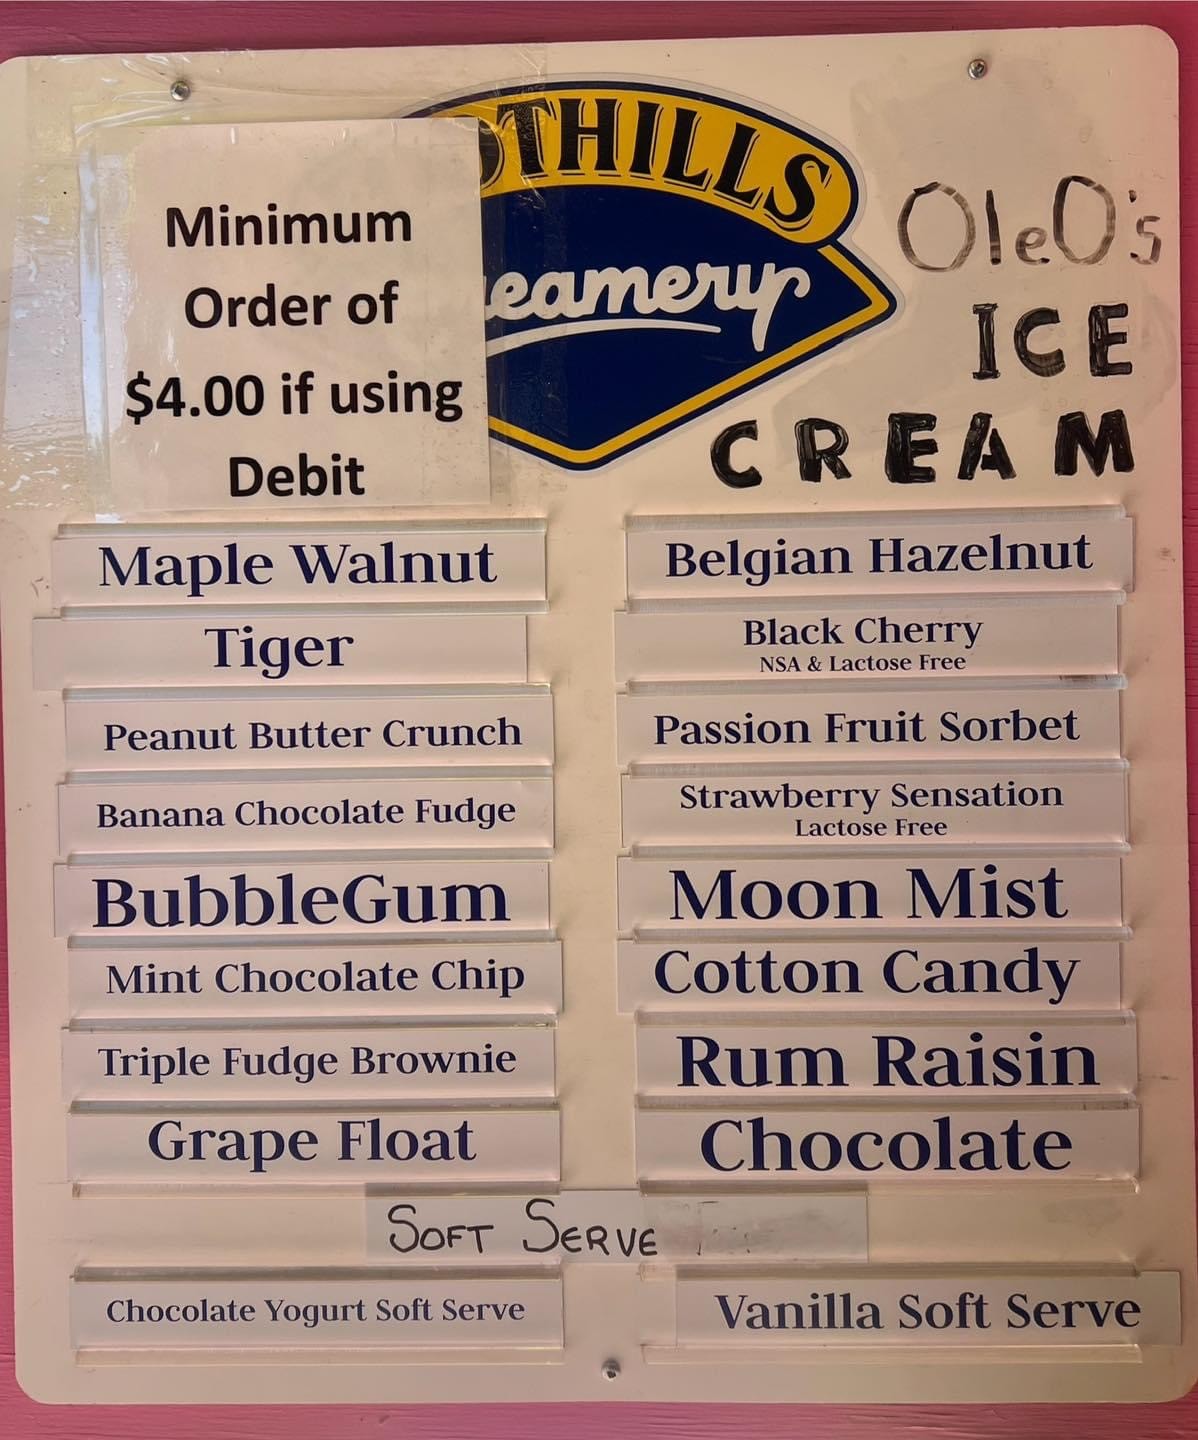 Minimum
Order of
$4.00 if using
Debit
OTHILLS
eamery
OleO's
ICE
CREAM
Maple Walnut
Tiger
Peanut Butter Crunch
Banana Chocolate Fudge
BubbleGum
Mint Chocolate Chip
Triple Fudge Brownie
Grape Float
Belgian Hazelnut
Black Cherry
NSA & Lactose Free
Passion Fruit Sorbet
Strawberry Sensation
Lactose Free
Moon Mist
Cotton Candy
Rum Raisin
Chocolate
SOFT SERVE
Chocolate Yogurt Soft Serve
Vanilla Soft Serve